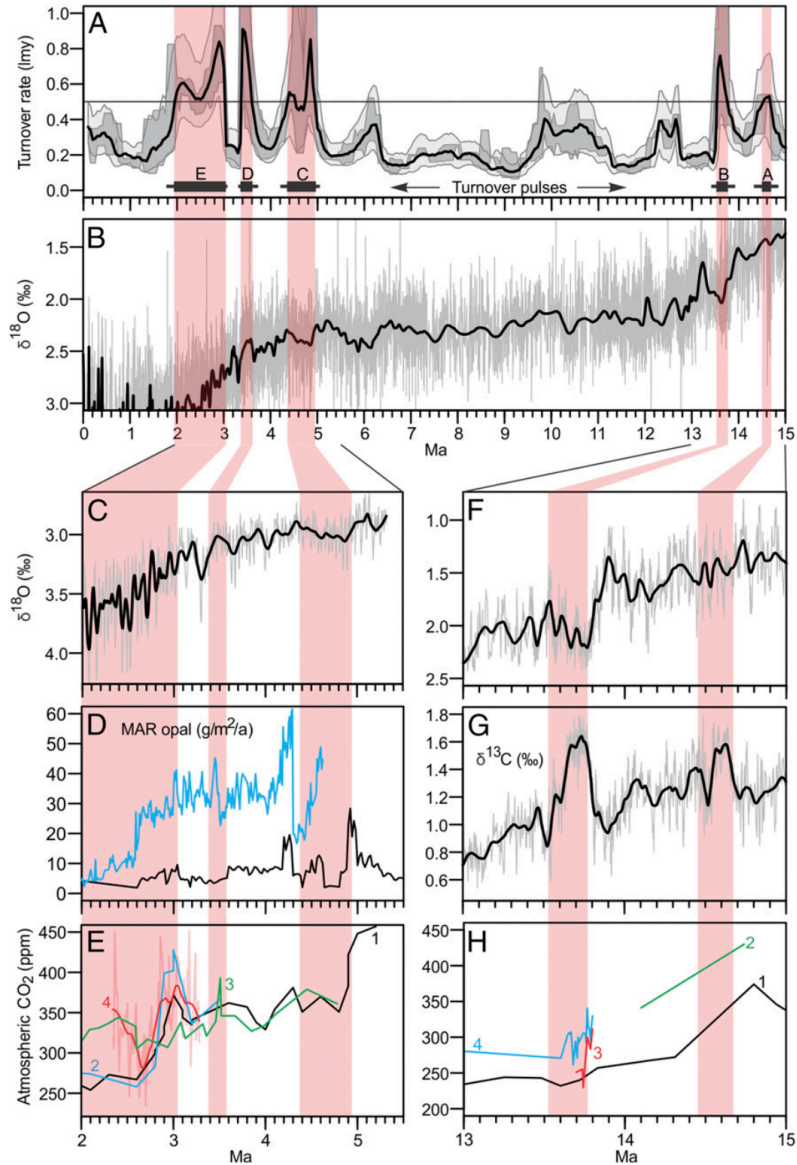 A
Turnover rate (lmy)
1.0
0.8
0.6
0.4
0.2
0.0
E
D
C
B
A
Turnover pulses
B
δ18O (‰)
1.5
2.0
2.5
3.0
0 1 2 3 4 5 6 7 8 9 10 11 12 13 14 15
Ma
C
δ18O (‰)
3.0
3.5
4.0
F
1.0
1.5
2.0
2.5
D
MAR opal (g/m2/a)
60
50
40
30
20
10
0
G
δ13C (‰)
1.8
1.6
1.4
1.2
1.0
0.8
0.6
E
Atmospheric CO2 (ppm)
450
400
350
300
250
1
2
3
4
2 3 4 5
Ma
H
450
400
350
300
250
200
1
2
3
4
13 14 15
Ma